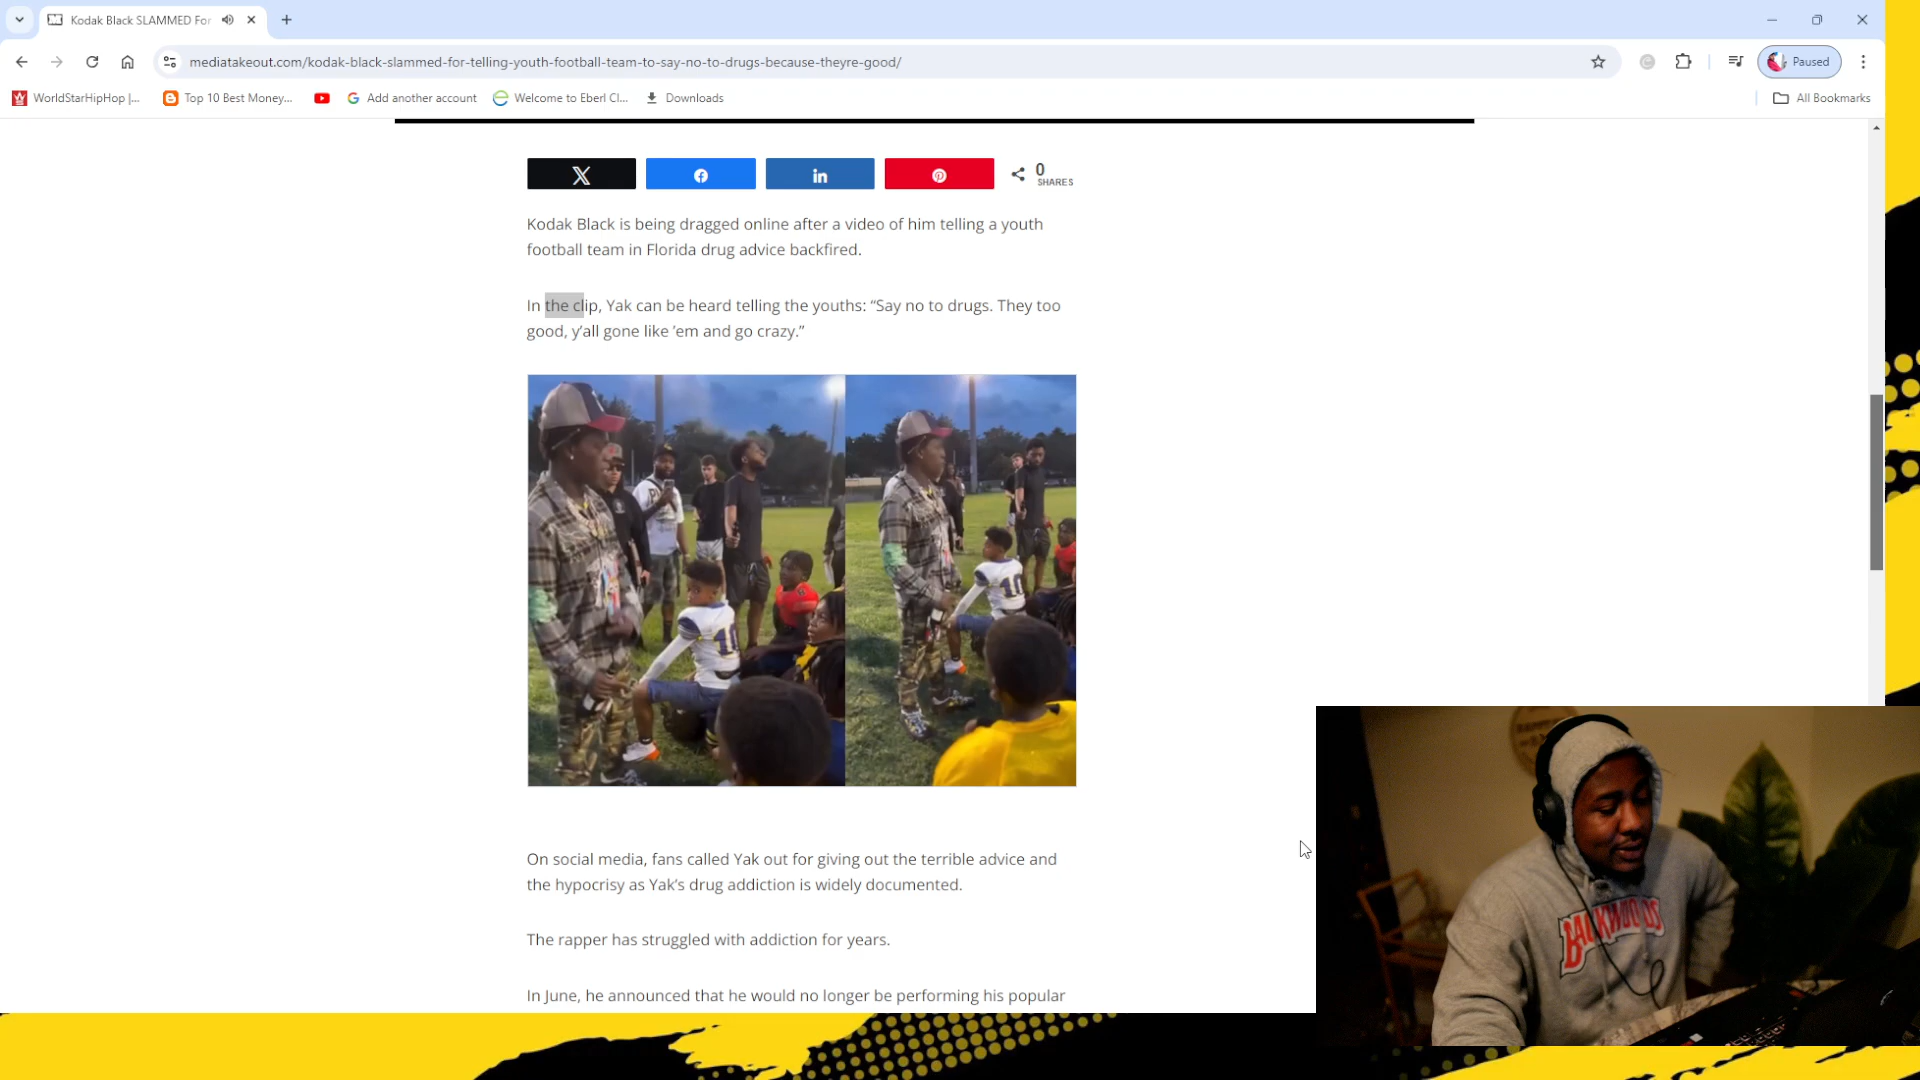 Kodak Black SLAMMED For
mediatakeout.com/kodak-black-slammed-for-telling-youth-football-team-to-say-no-to-drugs-because-theyre-good/
Paused
WorldStarHipHop |...
Top 10 Best Money...
Add another account
Welcome to Eberl Cl...
Downloads
All Bookmarks
0
SHARES
Kodak Black is being dragged online after a video of him telling a youth
football team in Florida drug advice backfired.
In the clip, Yak can be heard telling the youths: “Say no to drugs. They too
good, y’all gone like ’em and go crazy.”
10
10
On social media, fans called Yak out for giving out the terrible advice and
the hypocrisy as Yak’s drug addiction is widely documented.
The rapper has struggled with addiction for years.
In June, he announced that he would no longer be performing his popular
BACKWOODS